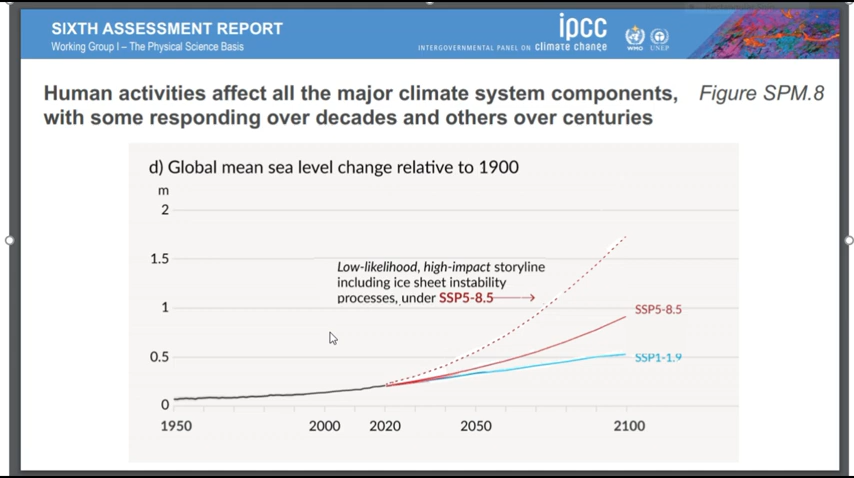 SIXTH ASSESSMENT REPORT
Working Group I – The Physical Science Basis
ipcc
INTERGOVERNMENTAL PANEL ON climate change
WMO
UNEP
Human activities affect all the major climate system components,
with some responding over decades and others over centuries
Figure SPM.8
d) Global mean sea level change relative to 1900
m
2
1.5
1
0.5
0
Low-likelihood, high-impact storyline
including ice sheet instability
processes, under SSP5-8.5
SSP5-8.5
SSP1-1.9
1950
2000
2020
2050
2100